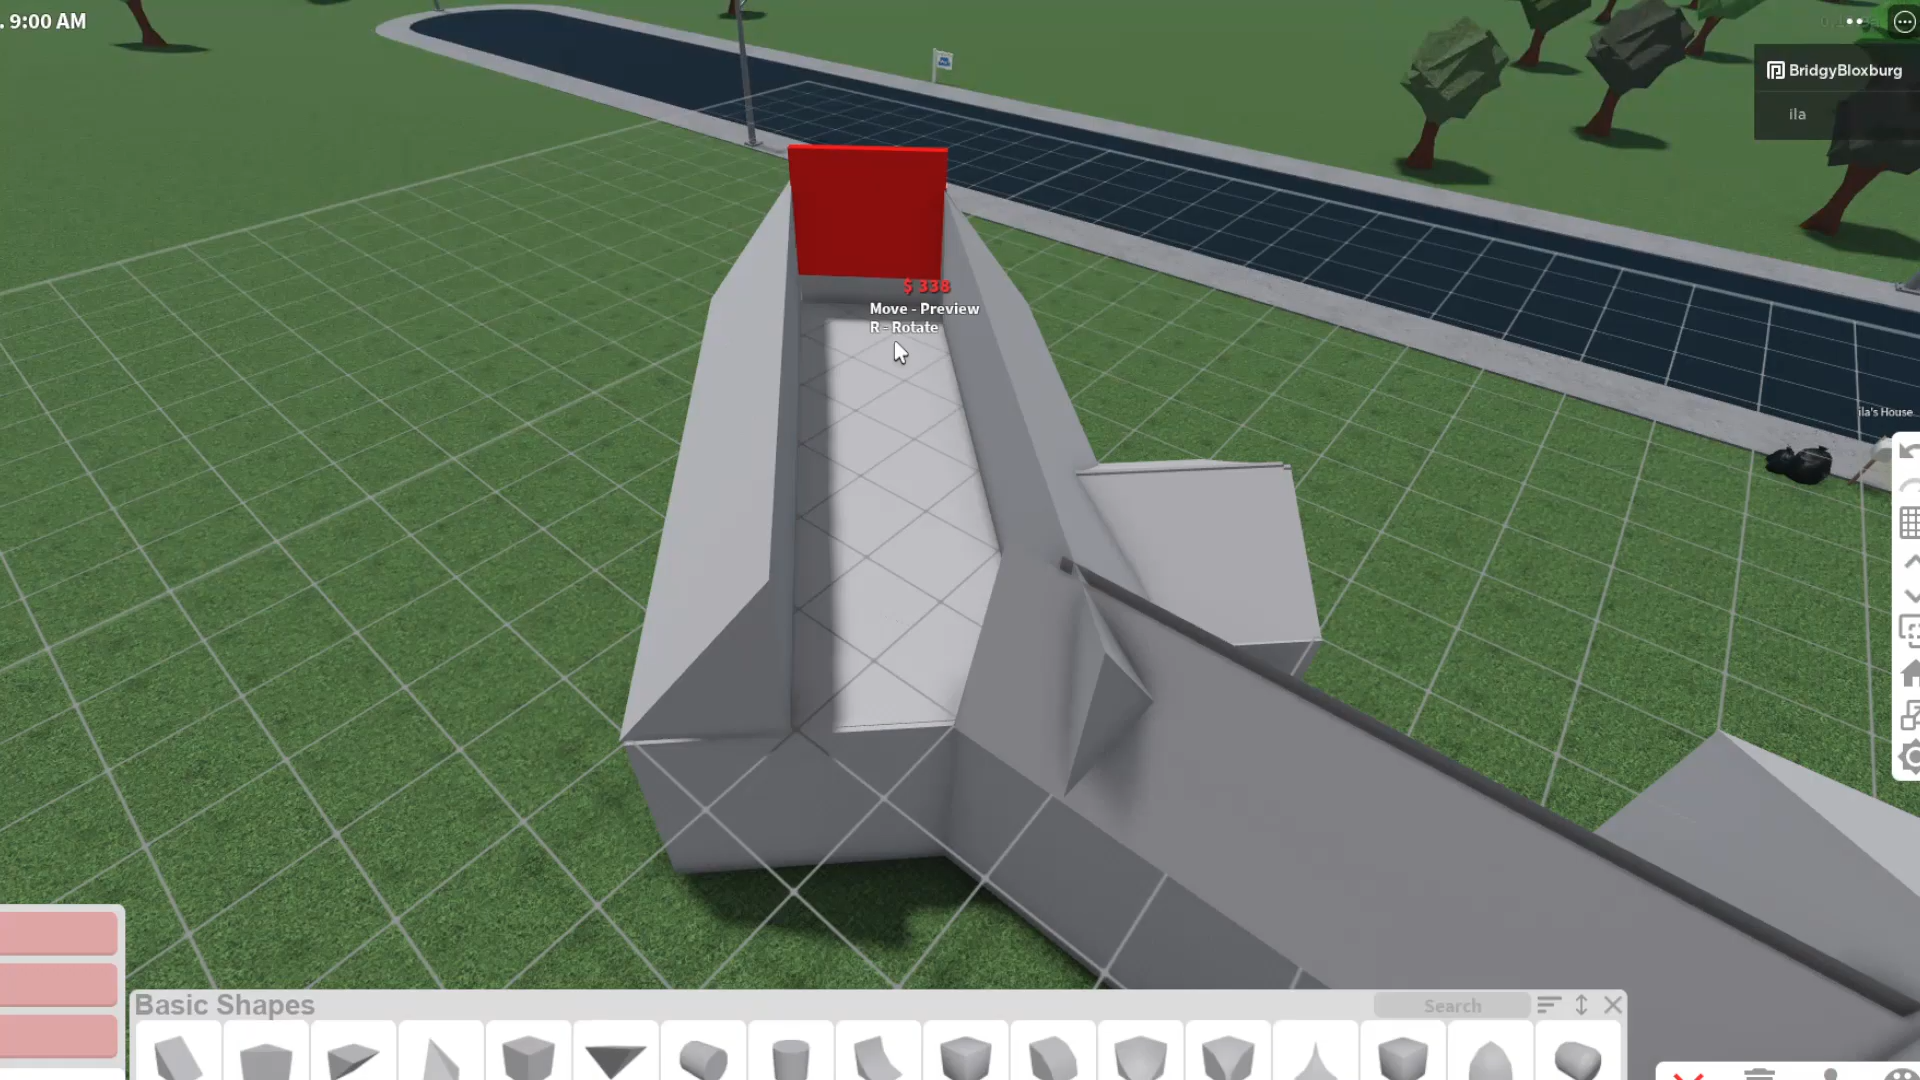 . 9:00 AM
BridgyBloxburg
ila
$ 338
Move - Preview
R - Rotate
ila's House
Basic Shapes
Search